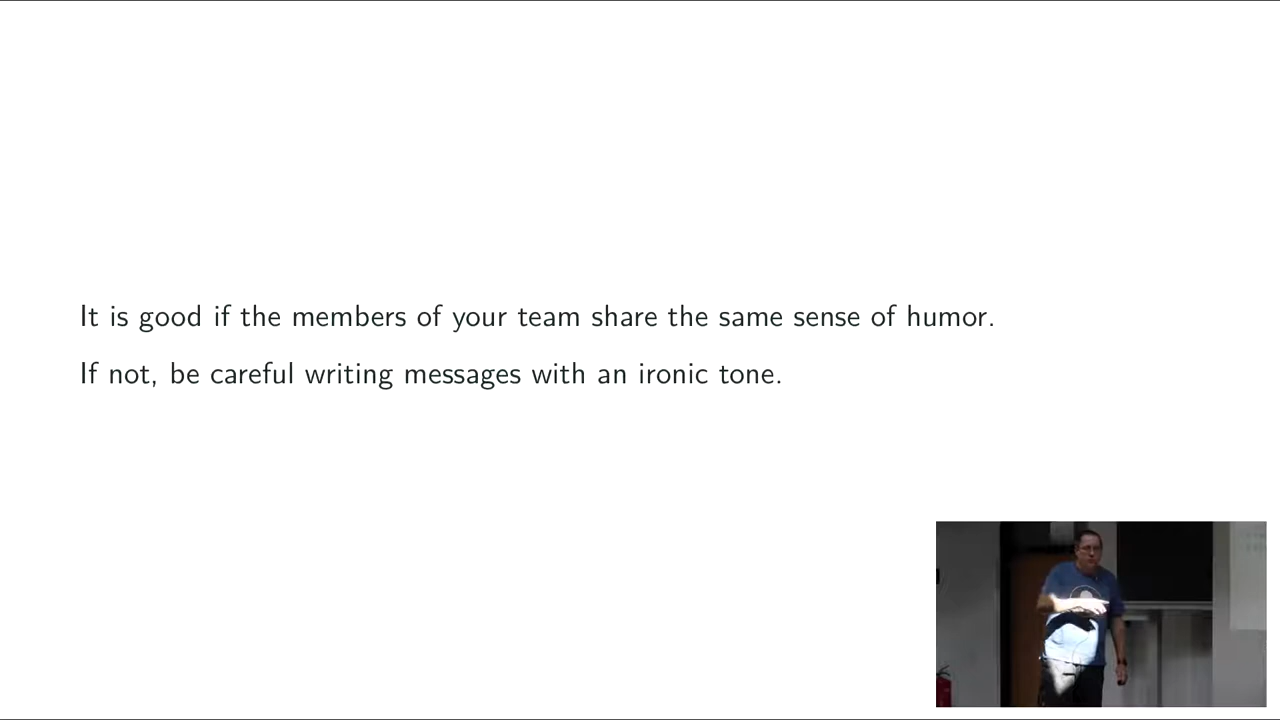 It is good if the members of your team share the same sense of humor.
If not, be careful writing messages with an ironic tone.